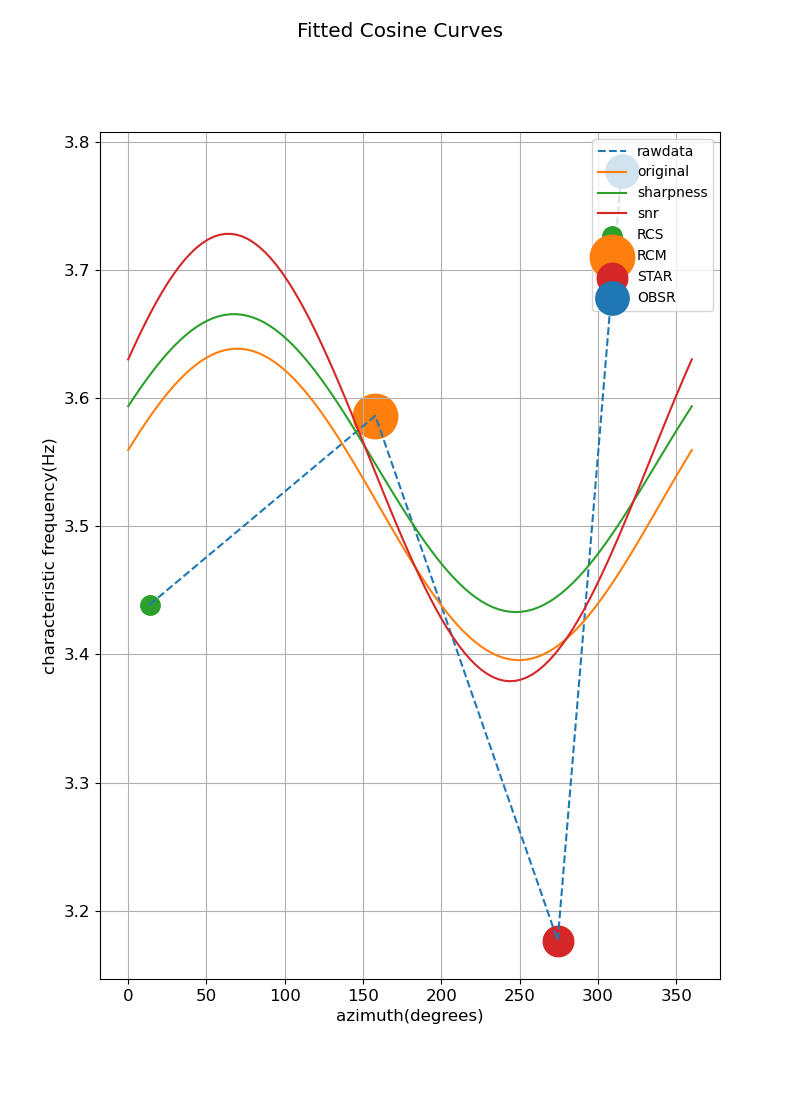 Fitted Cosine Curves
3.8
3.7
3.6
3.5
3.4
3.3
3.2
characteristic frequency(Hz)
rawdata
original
sharpness
snr
RCS
RCM
STAR
OBSR
0 50 100 150 200 250 300 350
azimuth(degrees)